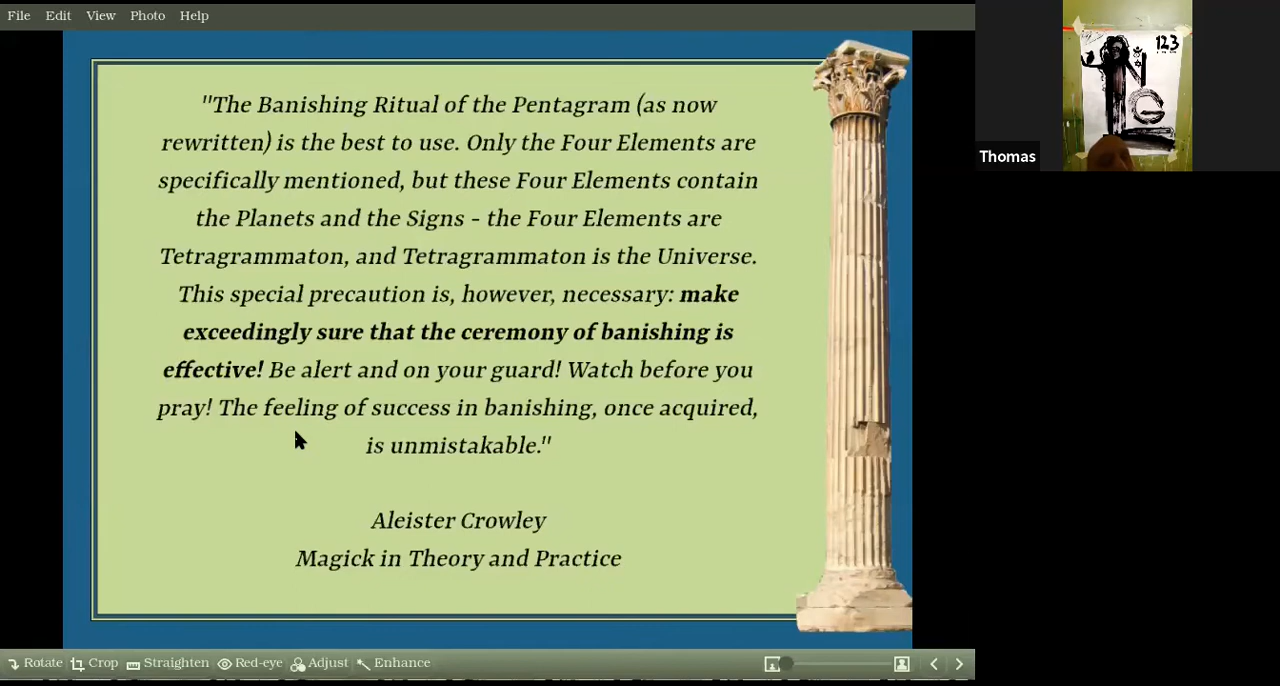 File Edit View Photo Help
"The Banishing Ritual of the Pentagram (as now
rewritten) is the best to use. Only the Four Elements are
specifically mentioned, but these Four Elements contain
the Planets and the Signs - the Four Elements are
Tetragrammaton, and Tetragrammaton is the Universe.
This special precaution is, however, necessary: make
exceedingly sure that the ceremony of banishing is
effective! Be alert and on your guard! Watch before you
pray! The feeling of success in banishing, once acquired,
is unmistakable."
Aleister Crowley
Magick in Theory and Practice
Rotate Crop Straighten Red-eye Adjust Enhance
123
Thomas